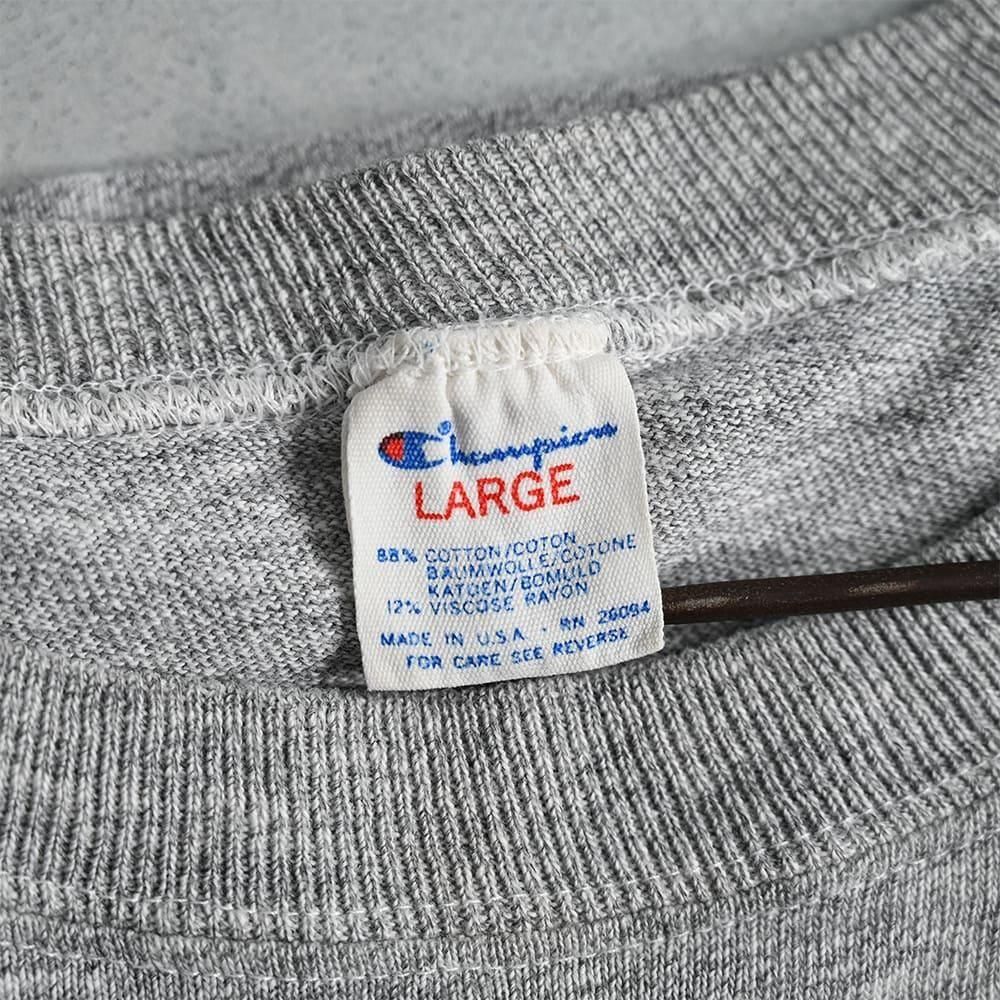 Champion
LARGE
88% COTTON/COTON
BAUMWOLLE/COTONE
KATOEN/BOMULD
12% VISCOSE RAYON
MADE IN U.S.A. - RN 26094
FOR CARE SEE REVERSE